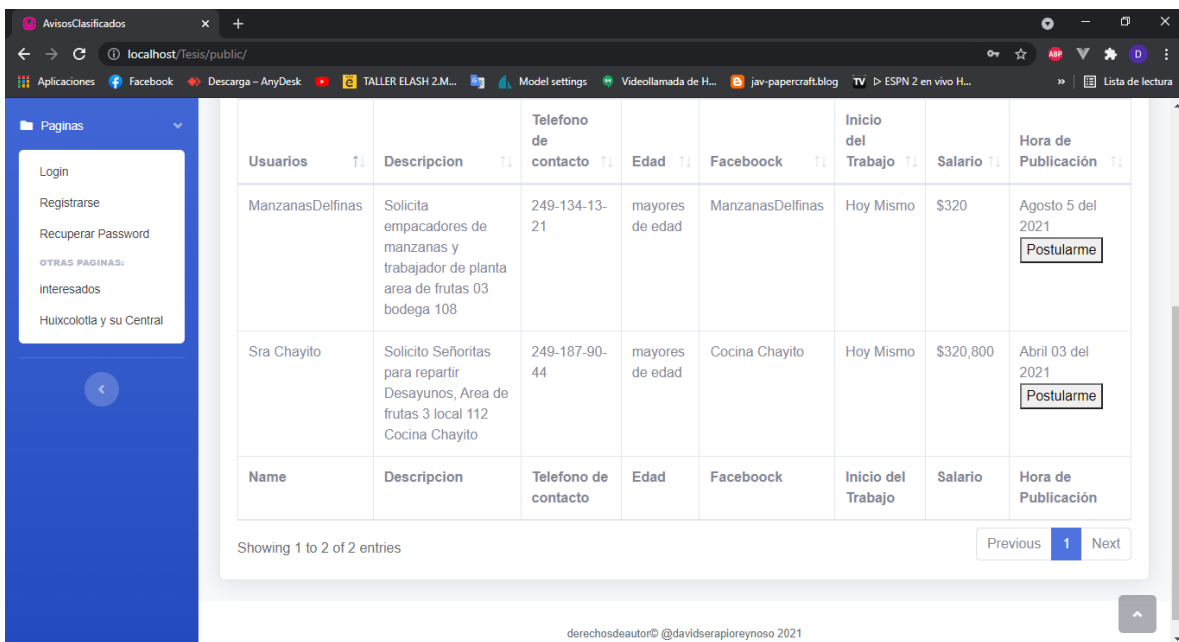 AvisosClasificados
localhost/Tesis/public/
ABP
D
Aplicaciones Facebook Descarga – AnyDesk TALLER ELASH 2.M... Model settings Videollamada de H... jav-papercraft.blog TV ▷ ESPN 2 en vivo H... » Lista de lectura
Paginas
Login
Registrarse
Recuperar Password
OTRAS PAGINAS:
interesados
Huixcolotla y su Central
Usuarios
Descripcion
Telefono
de
contacto
Edad
Faceboock
Inicio
del
Trabajo
Salario
Hora de
Publicación
ManzanasDelfinas
Solicita
empacadores de
manzanas y
trabajador de planta
area de frutas 03
bodega 108
249-134-13-
21
mayores
de edad
ManzanasDelfinas
Hoy Mismo
$320
Agosto 5 del
2021
Postularme
Sra Chayito
Solicito Señoritas
para repartir
Desayunos, Area de
frutas 3 local 112
Cocina Chayito
249-187-90-
44
mayores
de edad
Cocina Chayito
Hoy Mismo
$320,800
Abril 03 del
2021
Postularme
Name
Descripcion
Telefono de
contacto
Edad
Faceboock
Inicio del
Trabajo
Salario
Hora de
Publicación
Showing 1 to 2 of 2 entries
Previous 1 Next
derechosdeautor© @davidserapioreynoso 2021